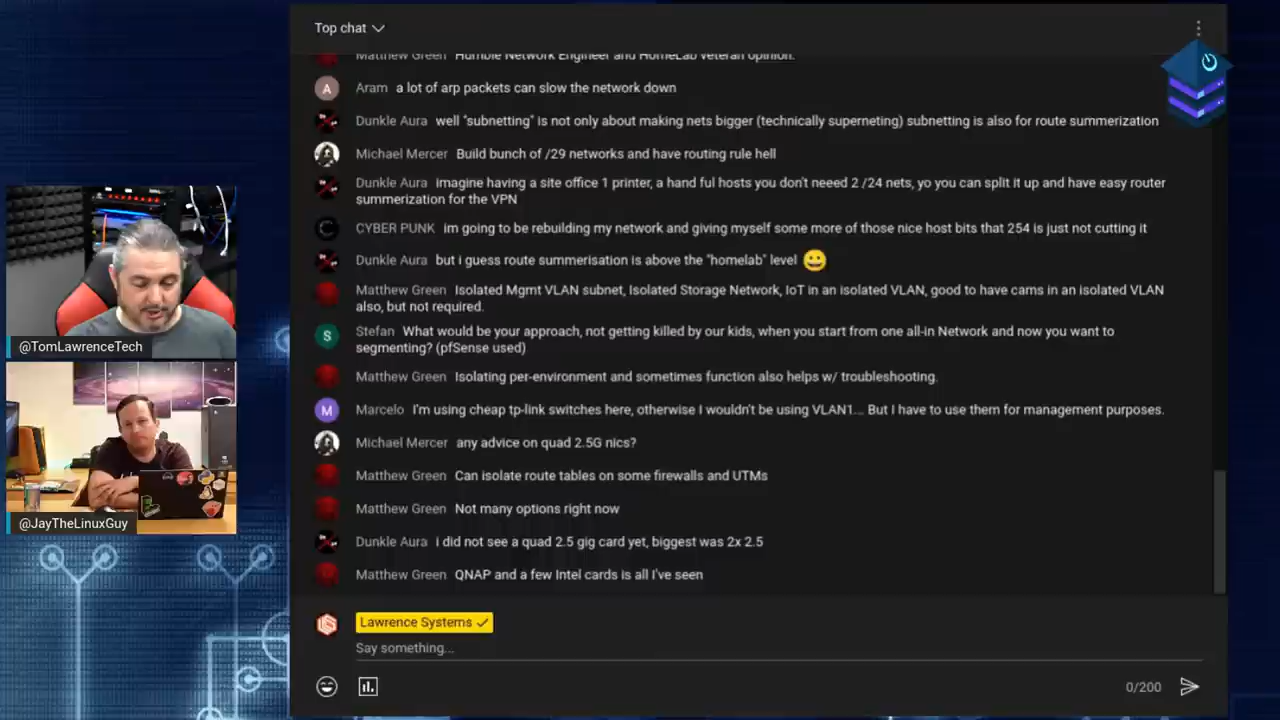 Top chat
Matthew Green Humble Network Engineer and HomeLab veteran opinion.
A Aram a lot of arp packets can slow the network down
Dunkle Aura well "subnetting" is not only about making nets bigger (technically superneting) subnetting is also for route summerization
Michael Mercer Build bunch of /29 networks and have routing rule hell
Dunkle Aura imagine having a site office 1 printer, a hand ful hosts you don't neeed 2 /24 nets, yo you can split it up and have easy router
summerization for the VPN
CYBER PUNK im going to be rebuilding my network and giving myself some more of those nice host bits that 254 is just not cutting it
Dunkle Aura but i guess route summerisation is above the "homelab" level 😀
Matthew Green Isolated Mgmt VLAN subnet, Isolated Storage Network, IoT in an isolated VLAN, good to have cams in an isolated VLAN
also, but not required.
S Stefan What would be your approach, not getting killed by our kids, when you start from one all-in Network and now you want to
segmenting? (pfSense used)
Matthew Green Isolating per-environment and sometimes function also helps w/ troubleshooting.
M Marcelo I'm using cheap tp-link switches here, otherwise I wouldn't be using VLAN1... But I have to use them for management purposes.
Michael Mercer any advice on quad 2.5G nics?
Matthew Green Can isolate route tables on some firewalls and UTMs
Matthew Green Not many options right now
Dunkle Aura i did not see a quad 2.5 gig card yet, biggest was 2x 2.5
Matthew Green QNAP and a few Intel cards is all I've seen
Lawrence Systems ✓
Say something...
0/200
@TomLawrenceTech
@JayTheLinuxGuy